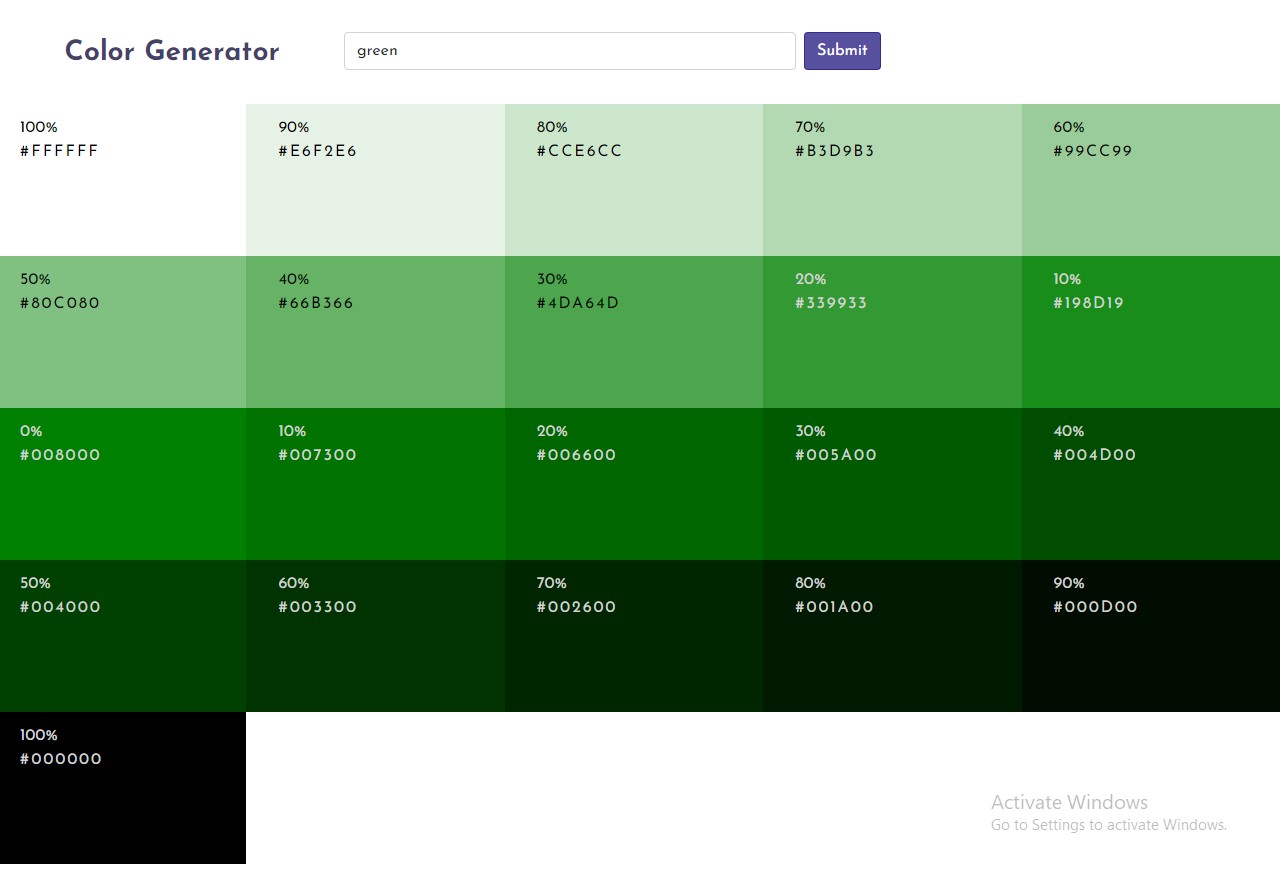 Color Generator
green
Submit
100%
#FFFFFF
90%
#E6F2E6
80%
#CCE6CC
70%
#B3D9B3
60%
#99CC99
50%
#80C080
40%
#66B366
30%
#4DA64D
20%
#339933
10%
#198D19
0%
#008000
10%
#007300
20%
#006600
30%
#005A00
40%
#004D00
50%
#004000
60%
#003300
70%
#002600
80%
#001A00
90%
#000D00
100%
#000000
Activate Windows
Go to Settings to activate Windows.